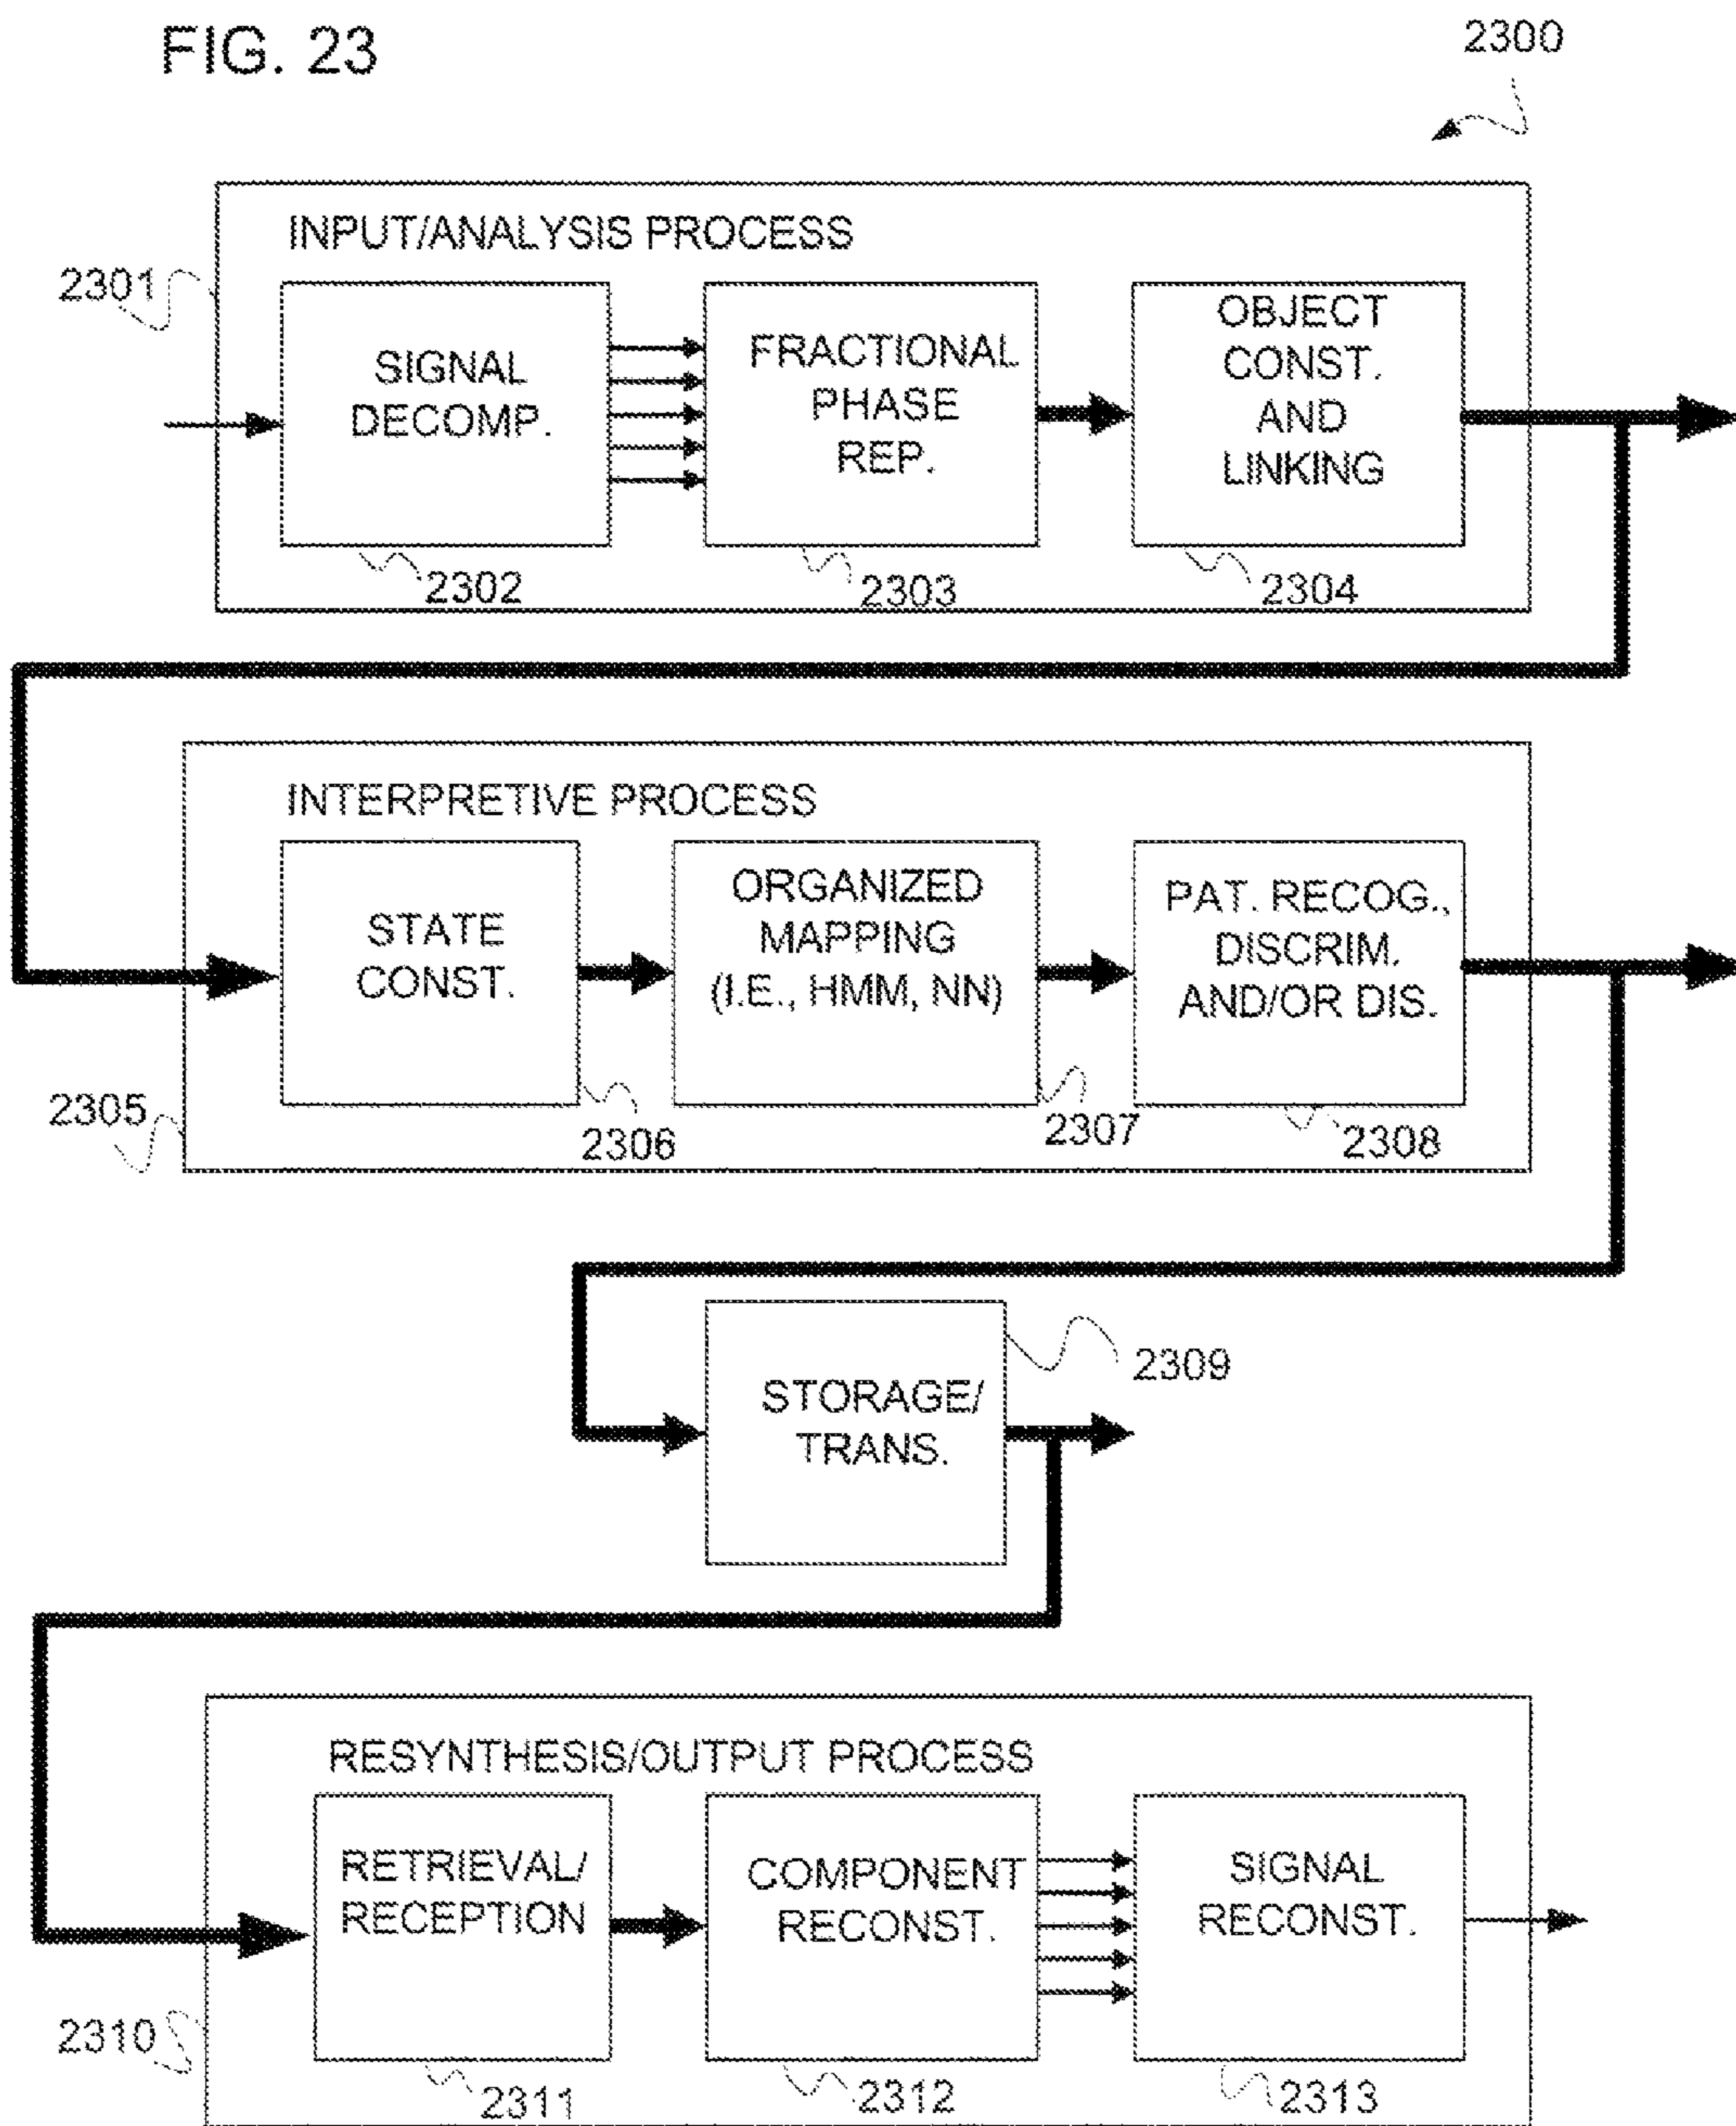 FIG. 23
2300
INPUT/ANALYSIS PROCESS
2301
SIGNAL
DECOMP.
FRACTIONAL
PHASE
REP.
OBJECT
CONST.
AND
LINKING
2302
2303
2304
INTERPRETIVE PROCESS
STATE
CONST.
ORGANIZED
MAPPING
(I.E., HMM, NN)
PAT. RECOG.,
DISCRIM.
AND/OR DIS.
2305
2306
2307
2308
STORAGE/
TRANS.
2309
RESYNTHESIS/OUTPUT PROCESS
RETRIEVAL/
RECEPTION
COMPONENT
RECONST.
SIGNAL
RECONST.
2310
2311
2312
2313